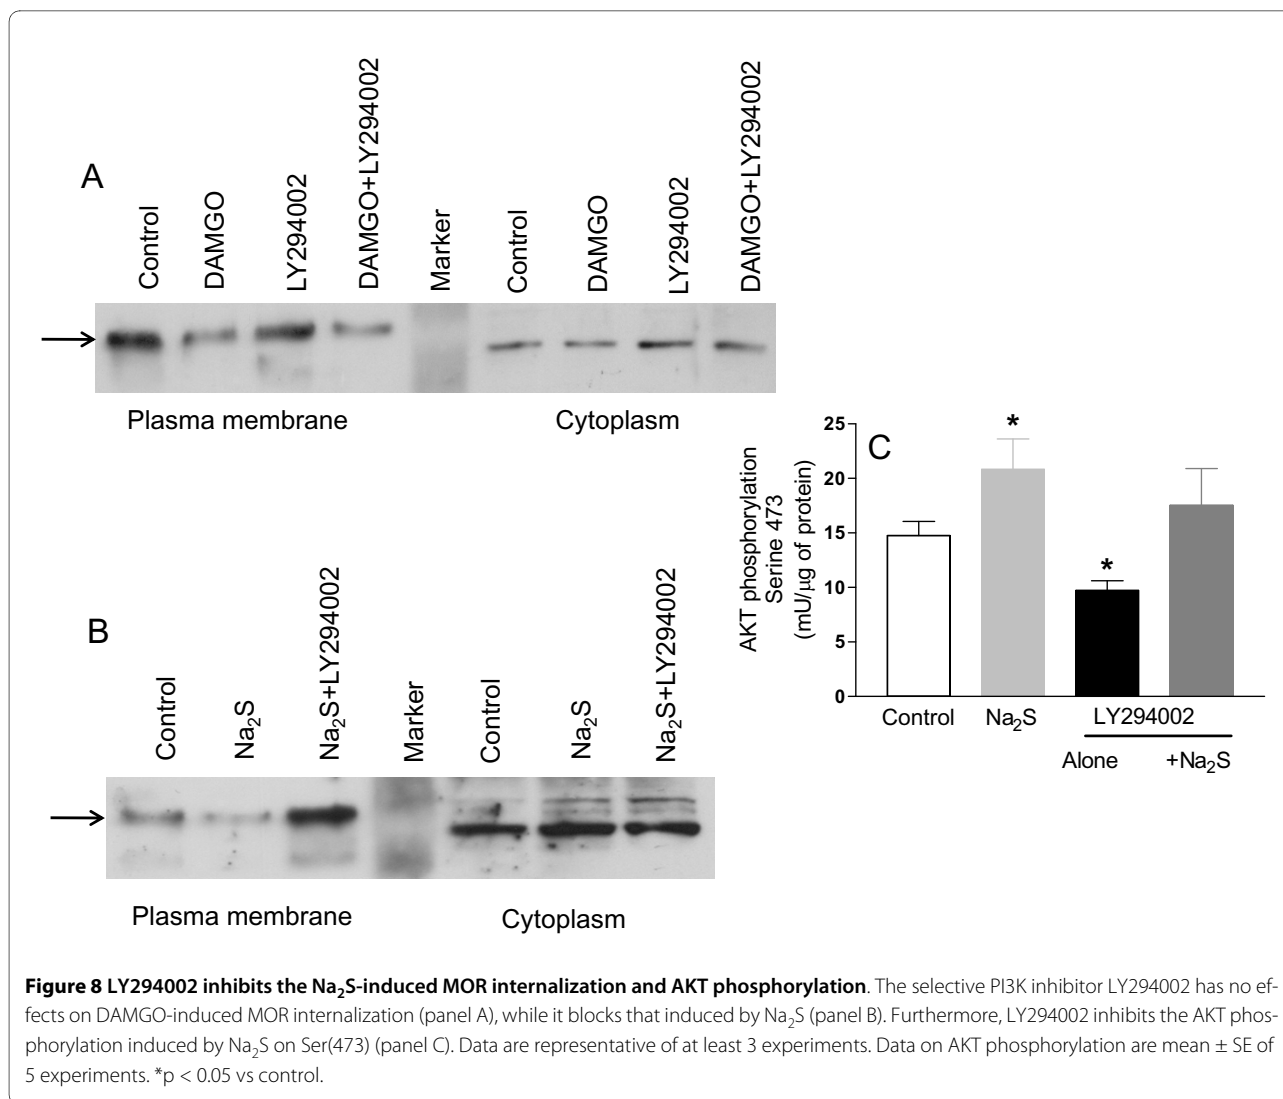 A
Control
DAMGO
LY294002
DAMGO+LY294002
Marker
Control
DAMGO
LY294002
DAMGO+LY294002
Plasma membrane
Cytoplasm
B
Control
Na₂S
Na₂S+LY294002
Marker
Control
Na₂S
Na₂S+LY294002
Plasma membrane
Cytoplasm
C
AKT phosphorylation
Serine 473
(mU/μg of protein)
25
20
15
10
5
0
*
*
Control
Na₂S
LY294002
Alone
+Na₂S
Figure 8 LY294002 inhibits the Na₂S-induced MOR internalization and AKT phosphorylation. The selective PI3K inhibitor LY294002 has no ef-
fects on DAMGO-induced MOR internalization (panel A), while it blocks that induced by Na₂S (panel B). Furthermore, LY294002 inhibits the AKT phos-
phorylation induced by Na₂S on Ser(473) (panel C). Data are representative of at least 3 experiments. Data on AKT phosphorylation are mean ± SE of
5 experiments. *p < 0.05 vs control.